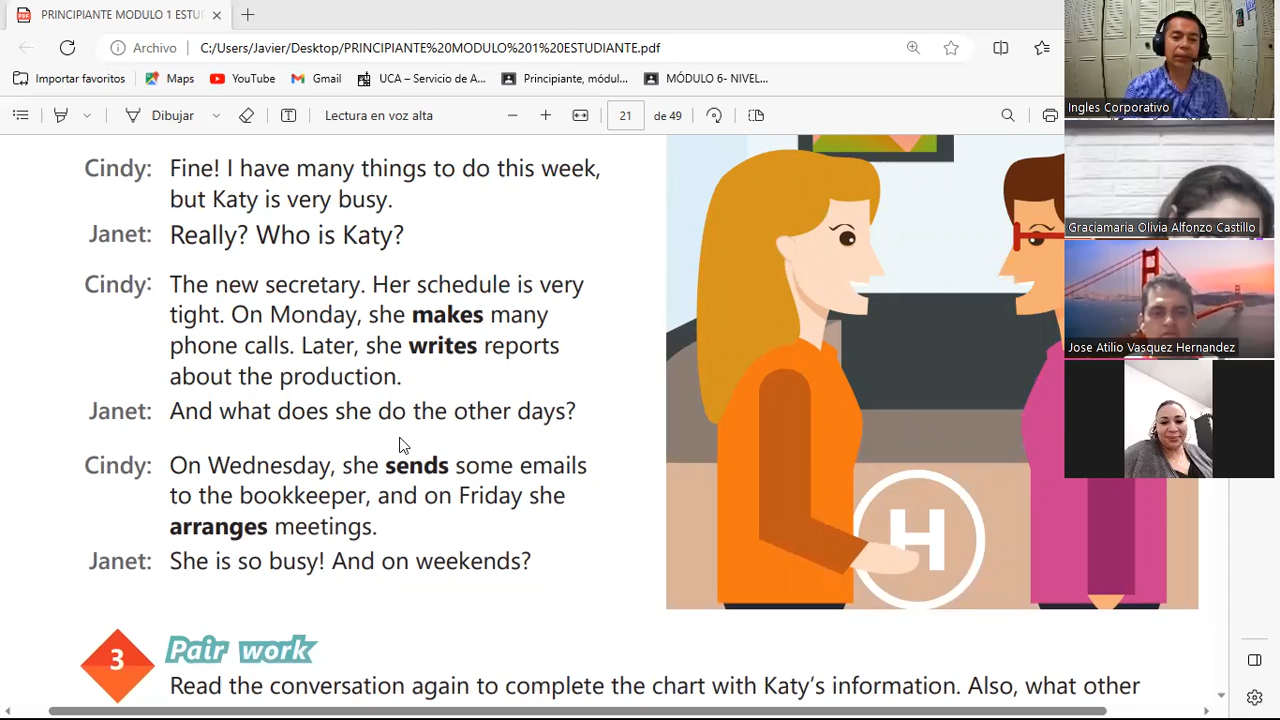 PRINCIPIANTE MODULO 1 ESTU
Archivo
C:/Users/Javier/Desktop/PRINCIPIANTE%20MODULO%201%20ESTUDIANTE.pdf
Importar favoritos Maps YouTube Gmail UCA – Servicio de A... Principiante, módul... MÓDULO 6- NIVEL...
Dibujar Lectura en voz alta 21 de 49
Cindy: Fine! I have many things to do this week,
but Katy is very busy.
Janet: Really? Who is Katy?
Cindy: The new secretary. Her schedule is very
tight. On Monday, she makes many
phone calls. Later, she writes reports
about the production.
Janet: And what does she do the other days?
Cindy: On Wednesday, she sends some emails
to the bookkeeper, and on Friday she
arranges meetings.
Janet: She is so busy! And on weekends?
H
3 Pair work
Read the conversation again to complete the chart with Katy's information. Also, what other
Ingles Corporativo
Graciamaria Olivia Alfonzo Castillo
Jose Atilio Vasquez Hernandez